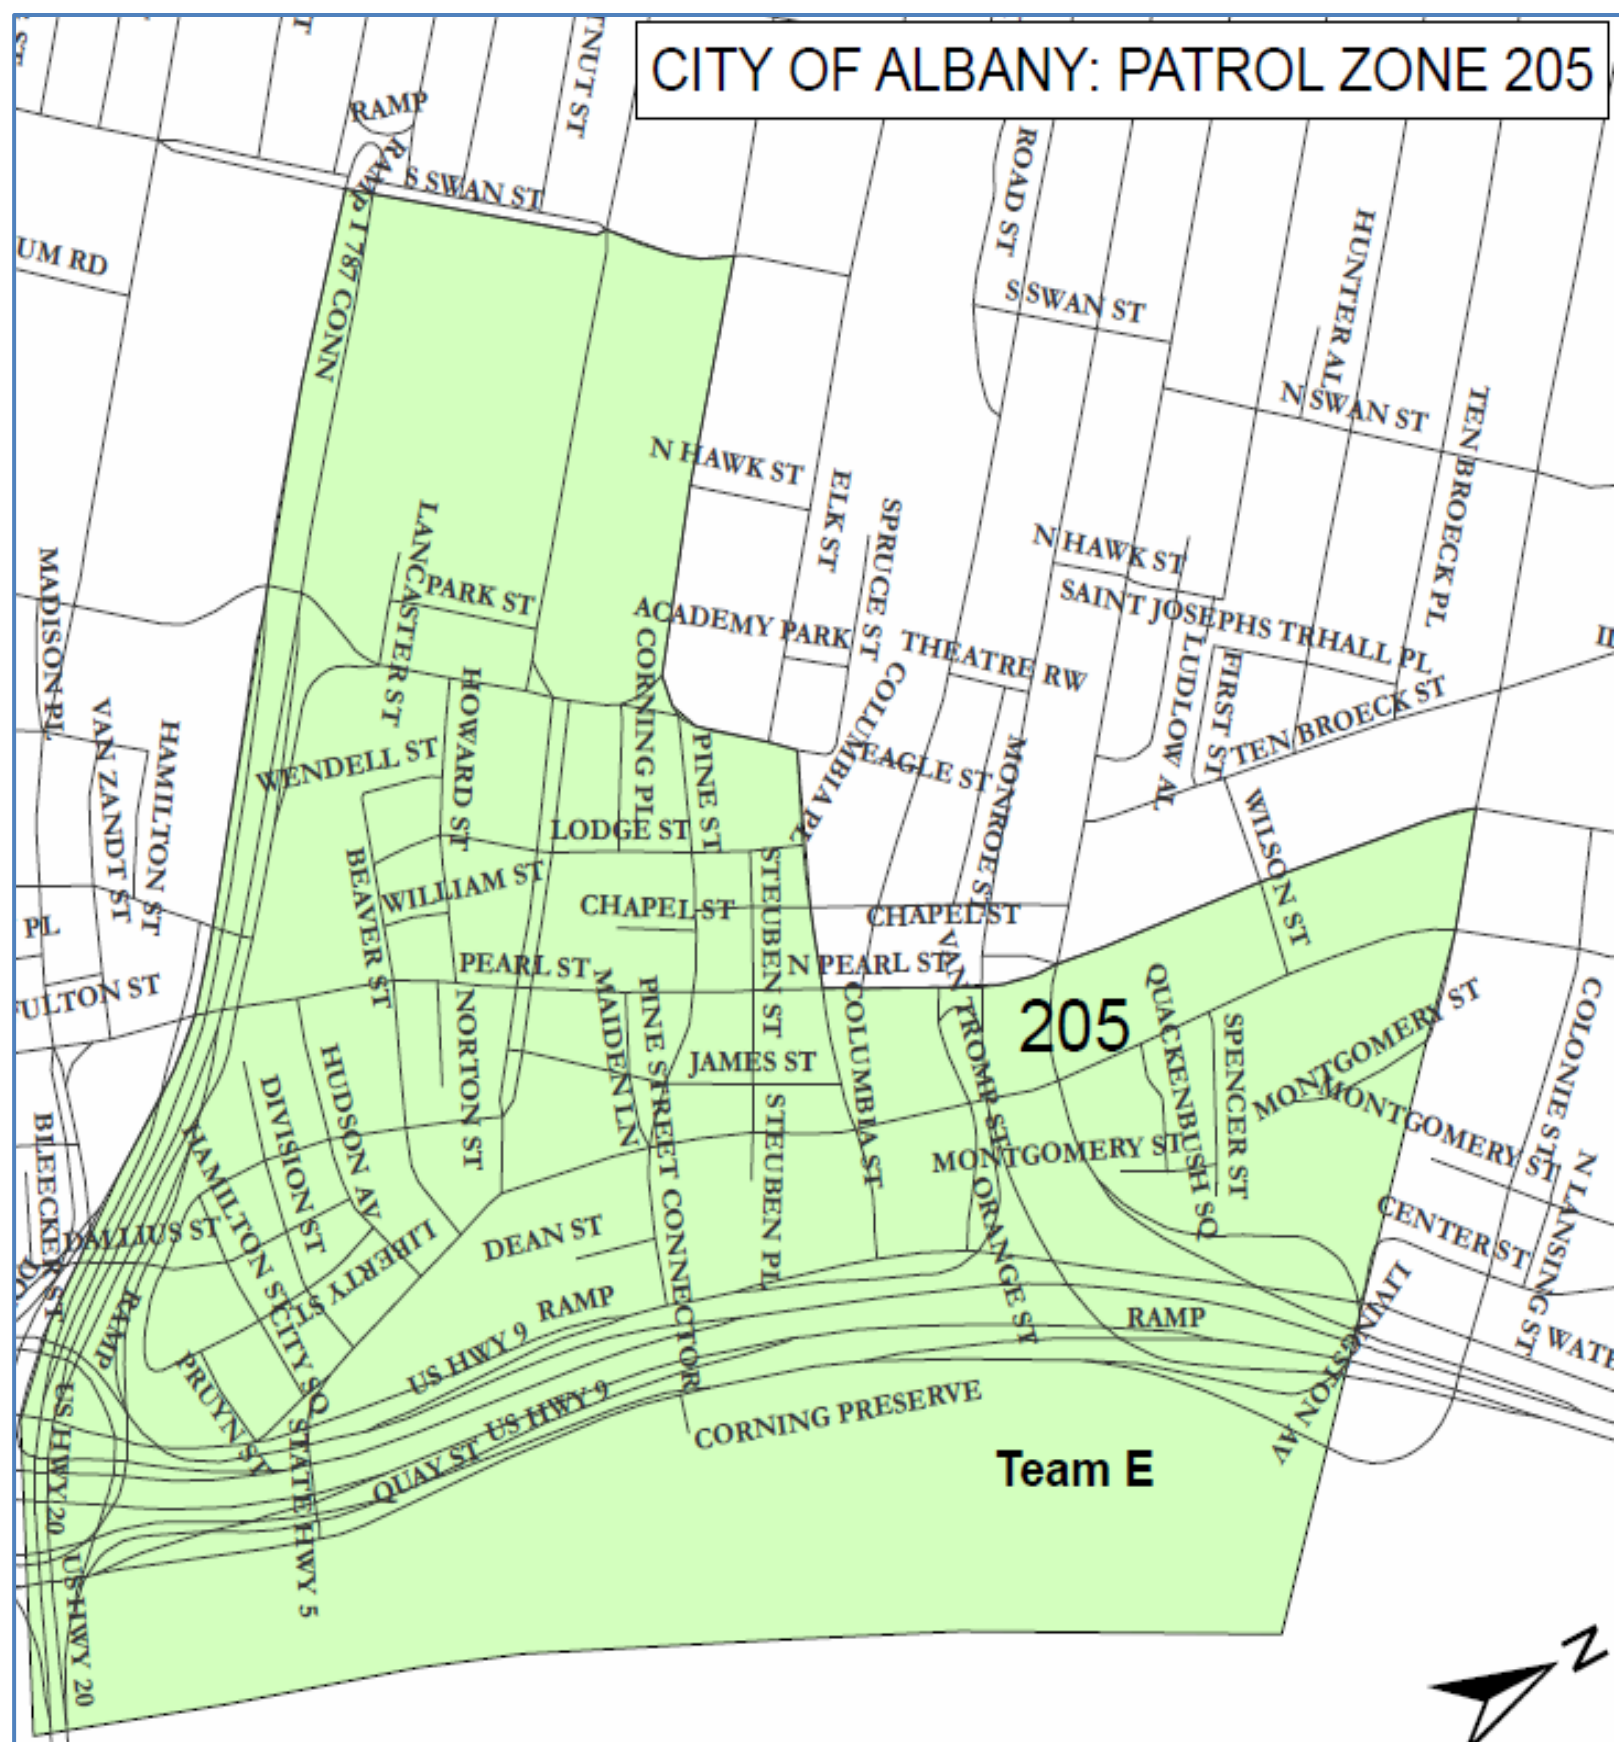 CITY OF ALBANY: PATROL ZONE 205
ST
TNUT ST
RAMP
RAMP
S SWAN ST
I 787 CONN
UM RD
ROAD ST
S SWAN ST
HUNTER AL
N SWAN ST
TEN BROECK PL
N HAWK ST
ELK ST
SPRUCE ST
N HAWK ST
LANCASTER ST
PARK ST
ACADEMY PARK
THEATRE RW
SAINT JOSEPHS TR
HALL PL
MADISON PL
CORNING PL
COLUMBIA PL
LUDLOW AL
FIRST ST
TEN BROECK ST
VAN ZANDT ST
HAMILTON ST
WENDELL ST
HOWARD ST
PINE ST
EAGLE ST
MONROE ST
WILSON ST
LODGE ST
STEUBEN ST
BEAVER ST
WILLIAM ST
CHAPEL ST
CHAPEL ST
PL
PEARL ST
N PEARL ST
VAN TROMP ST
FULTON ST
NORTON ST
MAIDEN LN
PINE STREET CONNECTOR
COLUMBIA ST
205
QUACKENBUSH SQ
SPENCER ST
MONTGOMERY ST
COLONIE ST
HUDSON AV
DIVISION ST
JAMES ST
STEUBEN PL
MONTGOMERY ST
MONTGOMERY ST
BLEECKER ST
HAMILTON ST
DALLIUS ST
LIBERTY ST
DEAN ST
ORANGE ST
CENTER ST
N LANSING ST
RAMP
CITY SQ
RAMP
US HWY 9
RAMP
LIVINGSTON AV
WATE
PRUYN ST
US HWY 20
STATE HWY 5
QUAY ST
US HWY 9
CORNING PRESERVE
Team E
US HWY 20
N